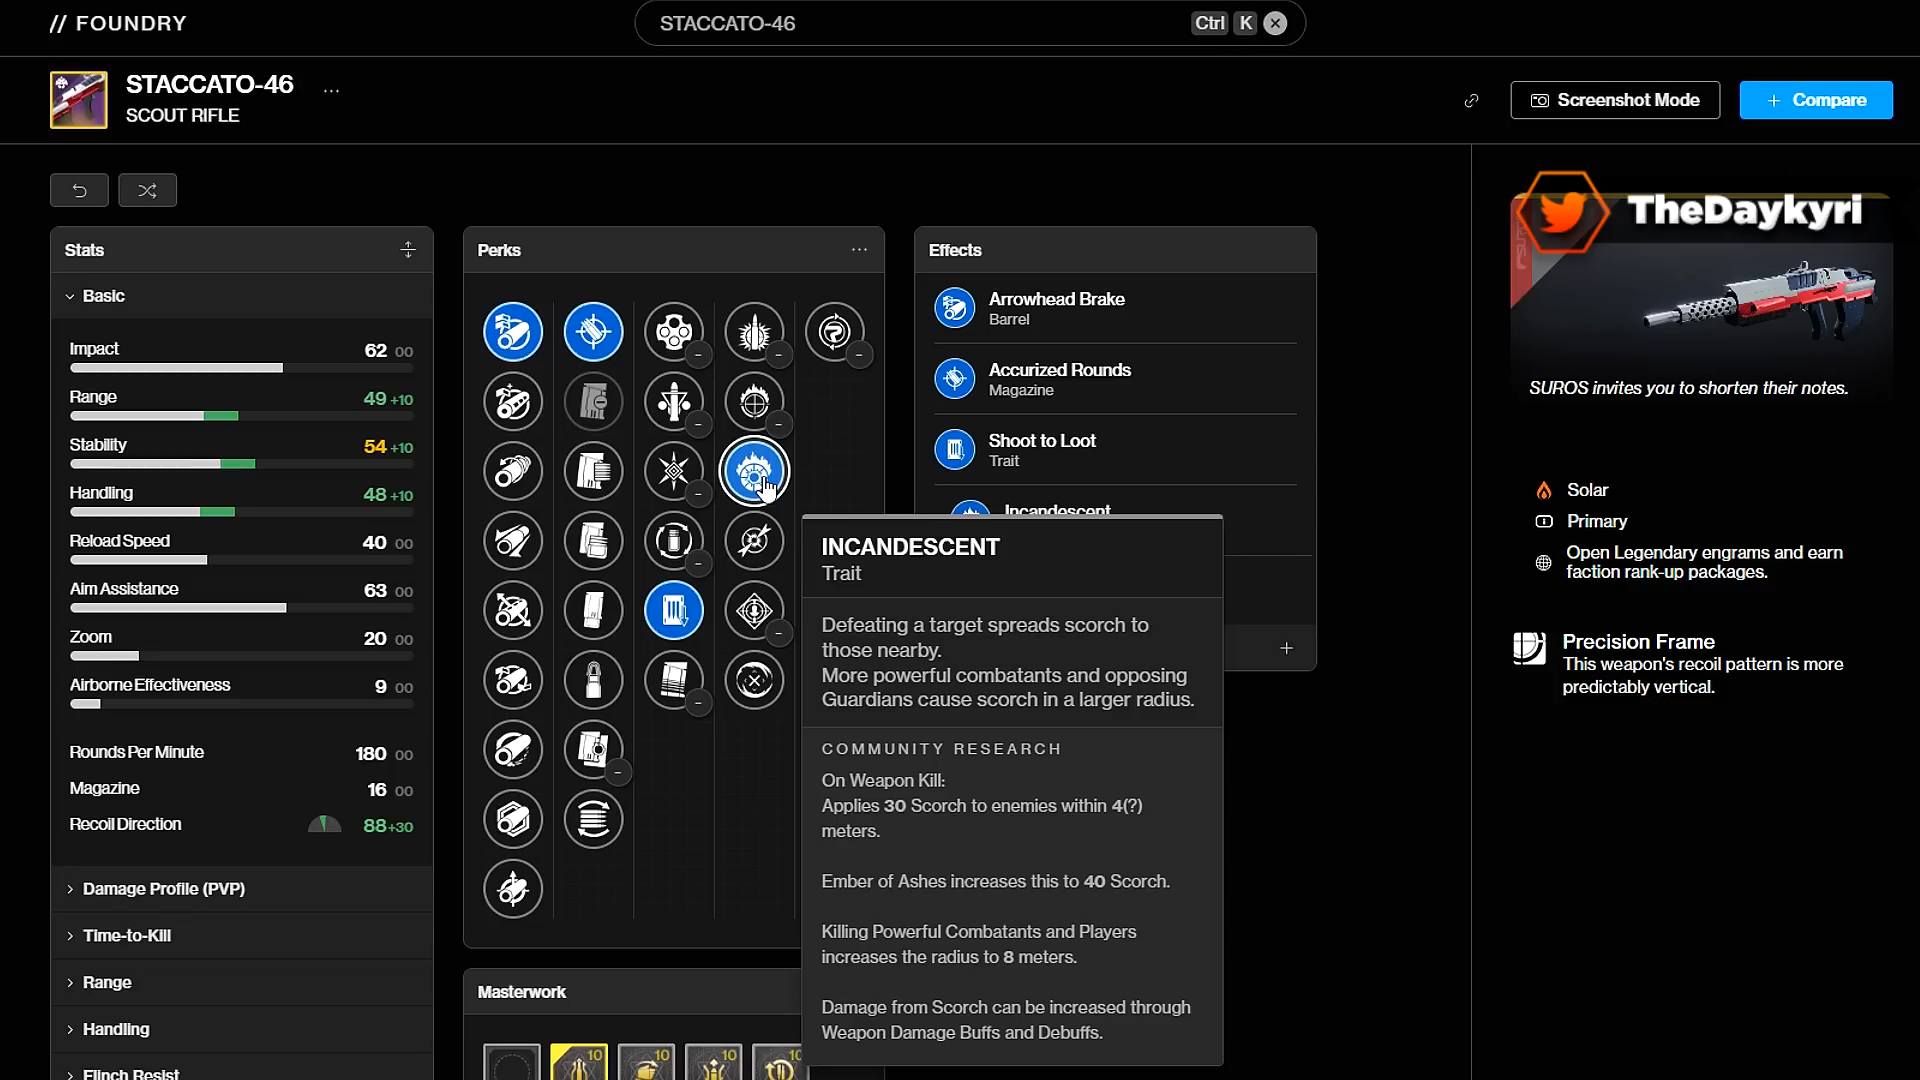 // FOUNDRY
STACCATO-46
Ctrl K
STACCATO-46
...
SCOUT RIFLE
Screenshot Mode
+ Compare
TheDaykyri
SUROS
SUROS invites you to shorten their notes.
Solar
Primary
Open Legendary engrams and earn
faction rank-up packages.
Precision Frame
This weapon's recoil pattern is more
predictably vertical.
Stats
Basic
Impact 62 00
Range 49 +10
Stability 54 +10
Handling 48 +10
Reload Speed 40 00
Aim Assistance 63 00
Zoom 20 00
Airborne Effectiveness 9 00
Rounds Per Minute 180 00
Magazine 16 00
Recoil Direction 88 +30
Damage Profile (PVP)
Time-to-Kill
Range
Handling
Flinch Resist
Perks
...
Masterwork
10
10
10
10
Effects
Arrowhead Brake
Barrel
Accurized Rounds
Magazine
Shoot to Loot
Trait
Incandescent
+
INCANDESCENT
Trait
Defeating a target spreads scorch to
those nearby.
More powerful combatants and opposing
Guardians cause scorch in a larger radius.
COMMUNITY RESEARCH
On Weapon Kill:
Applies 30 Scorch to enemies within 4(?)
meters.
Ember of Ashes increases this to 40 Scorch.
Killing Powerful Combatants and Players
increases the radius to 8 meters.
Damage from Scorch can be increased through
Weapon Damage Buffs and Debuffs.